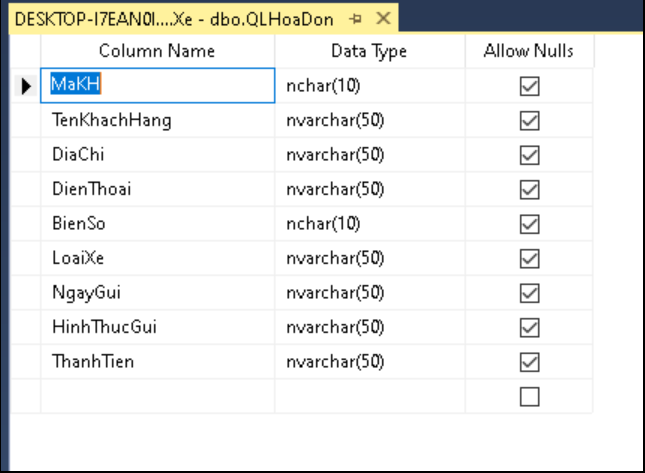 DESKTOP-I7EAN0I....Xe - dbo.QLHoaDon
Column Name Data Type Allow Nulls
MaKH nchar(10)
TenKhachHang nvarchar(50)
DiaChi nvarchar(50)
DienThoai nvarchar(50)
BienSo nchar(10)
LoaiXe nvarchar(50)
NgayGui nvarchar(50)
HinhThucGui nvarchar(50)
ThanhTien nvarchar(50)